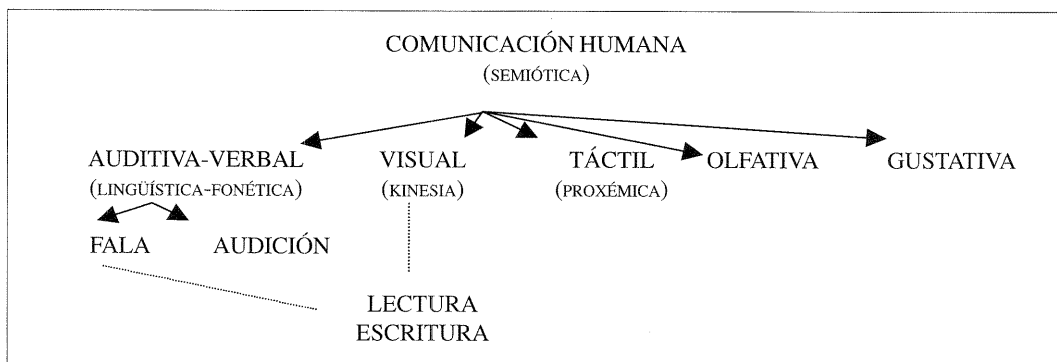 COMUNICACIÓN HUMANA
(SEMIÓTICA)
AUDITIVA-VERBAL VISUAL TÁCTIL OLFATIVA GUSTATIVA
(LINGÜÍSTICA-FONÉTICA) (KINESIA) (PROXÉMICA)
FALA AUDICIÓN
LECTURA
ESCRITURA